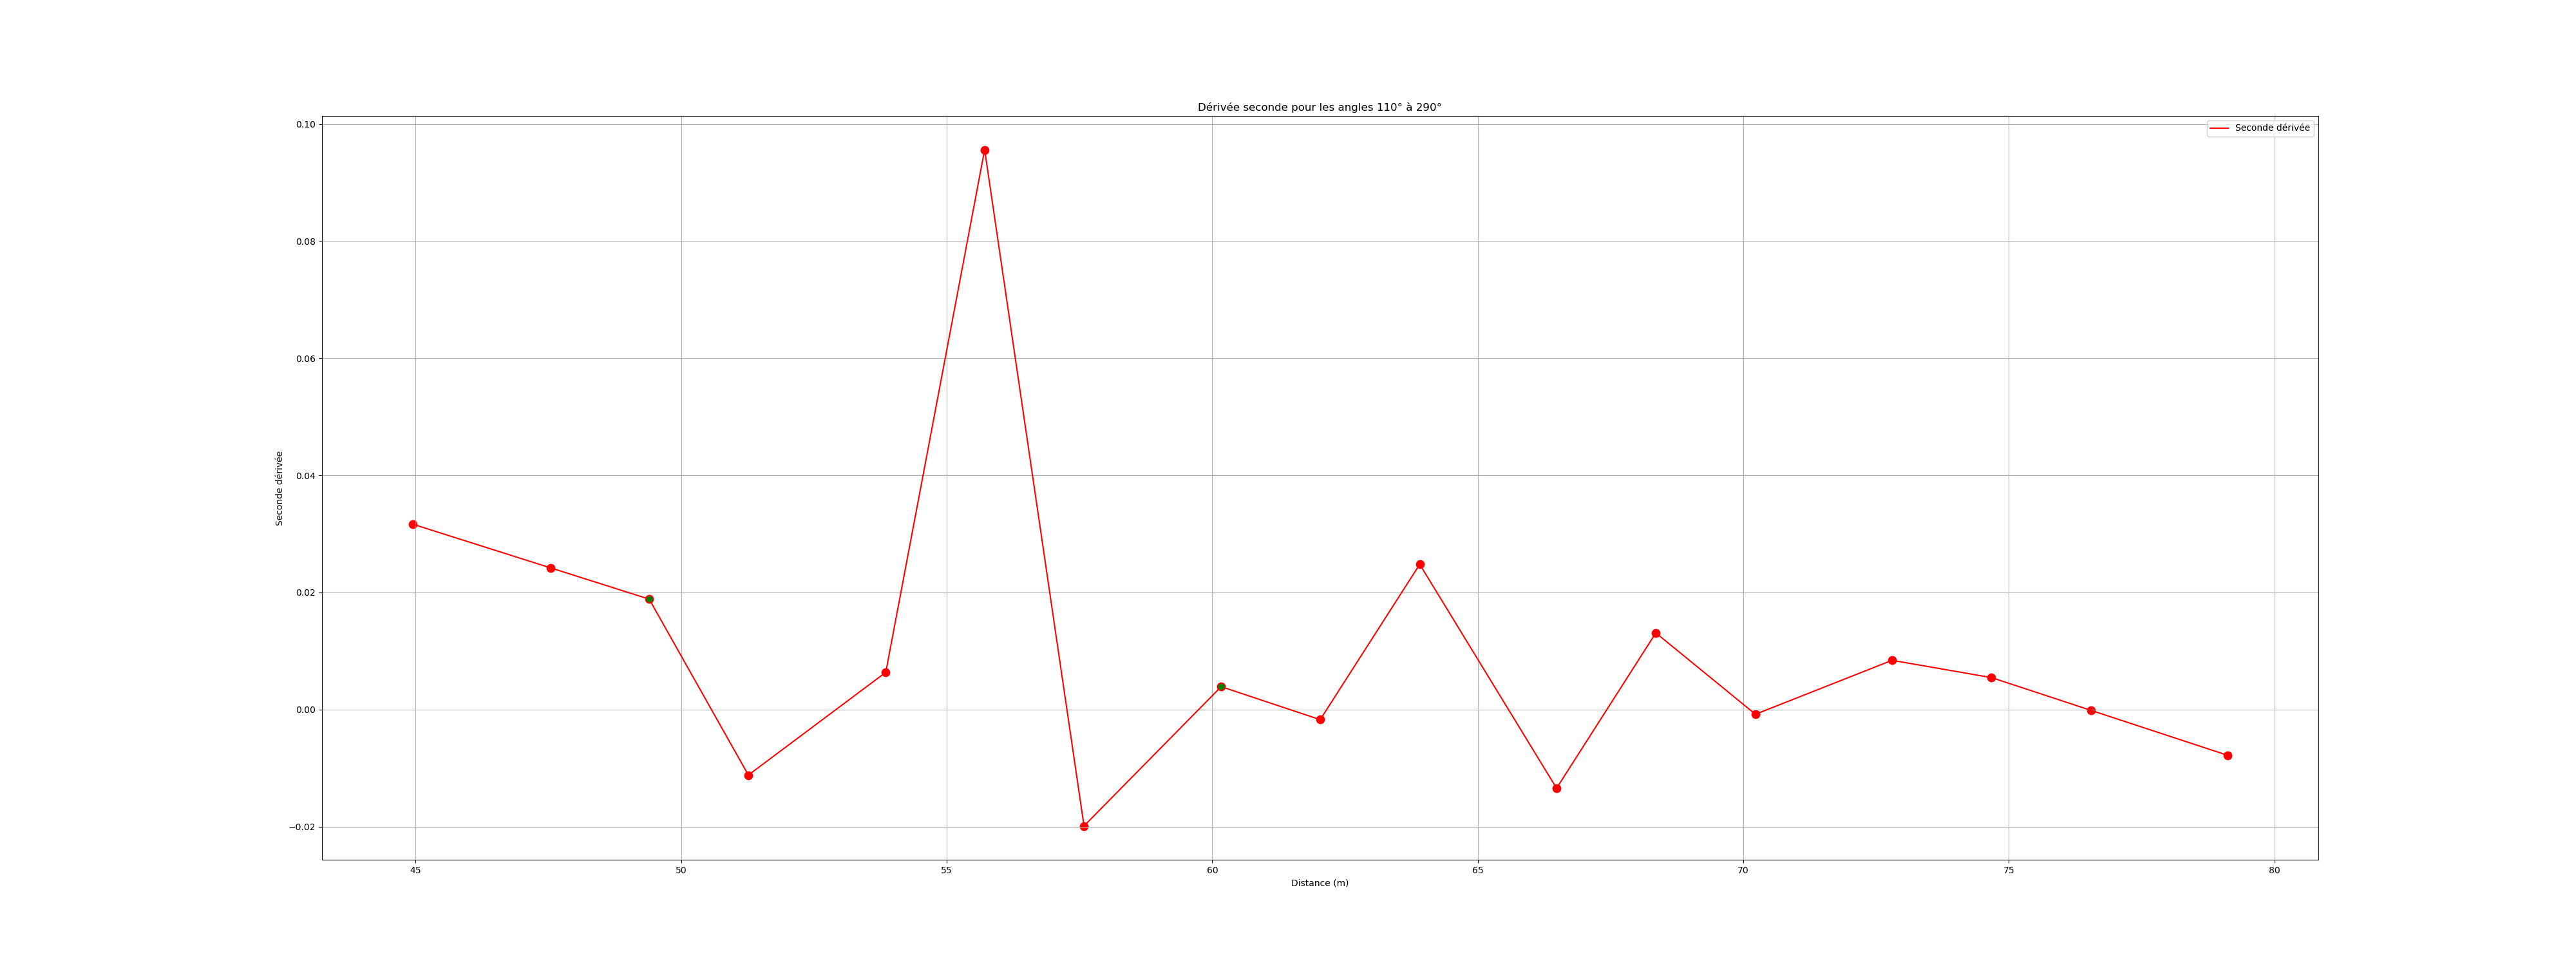 Dérivée seconde pour les angles 110° à 290°
Seconde dérivée
0.10
0.08
0.06
0.04
0.02
0.00
−0.02
Seconde dérivée
45 50 55 60 65 70 75 80
Distance (m)